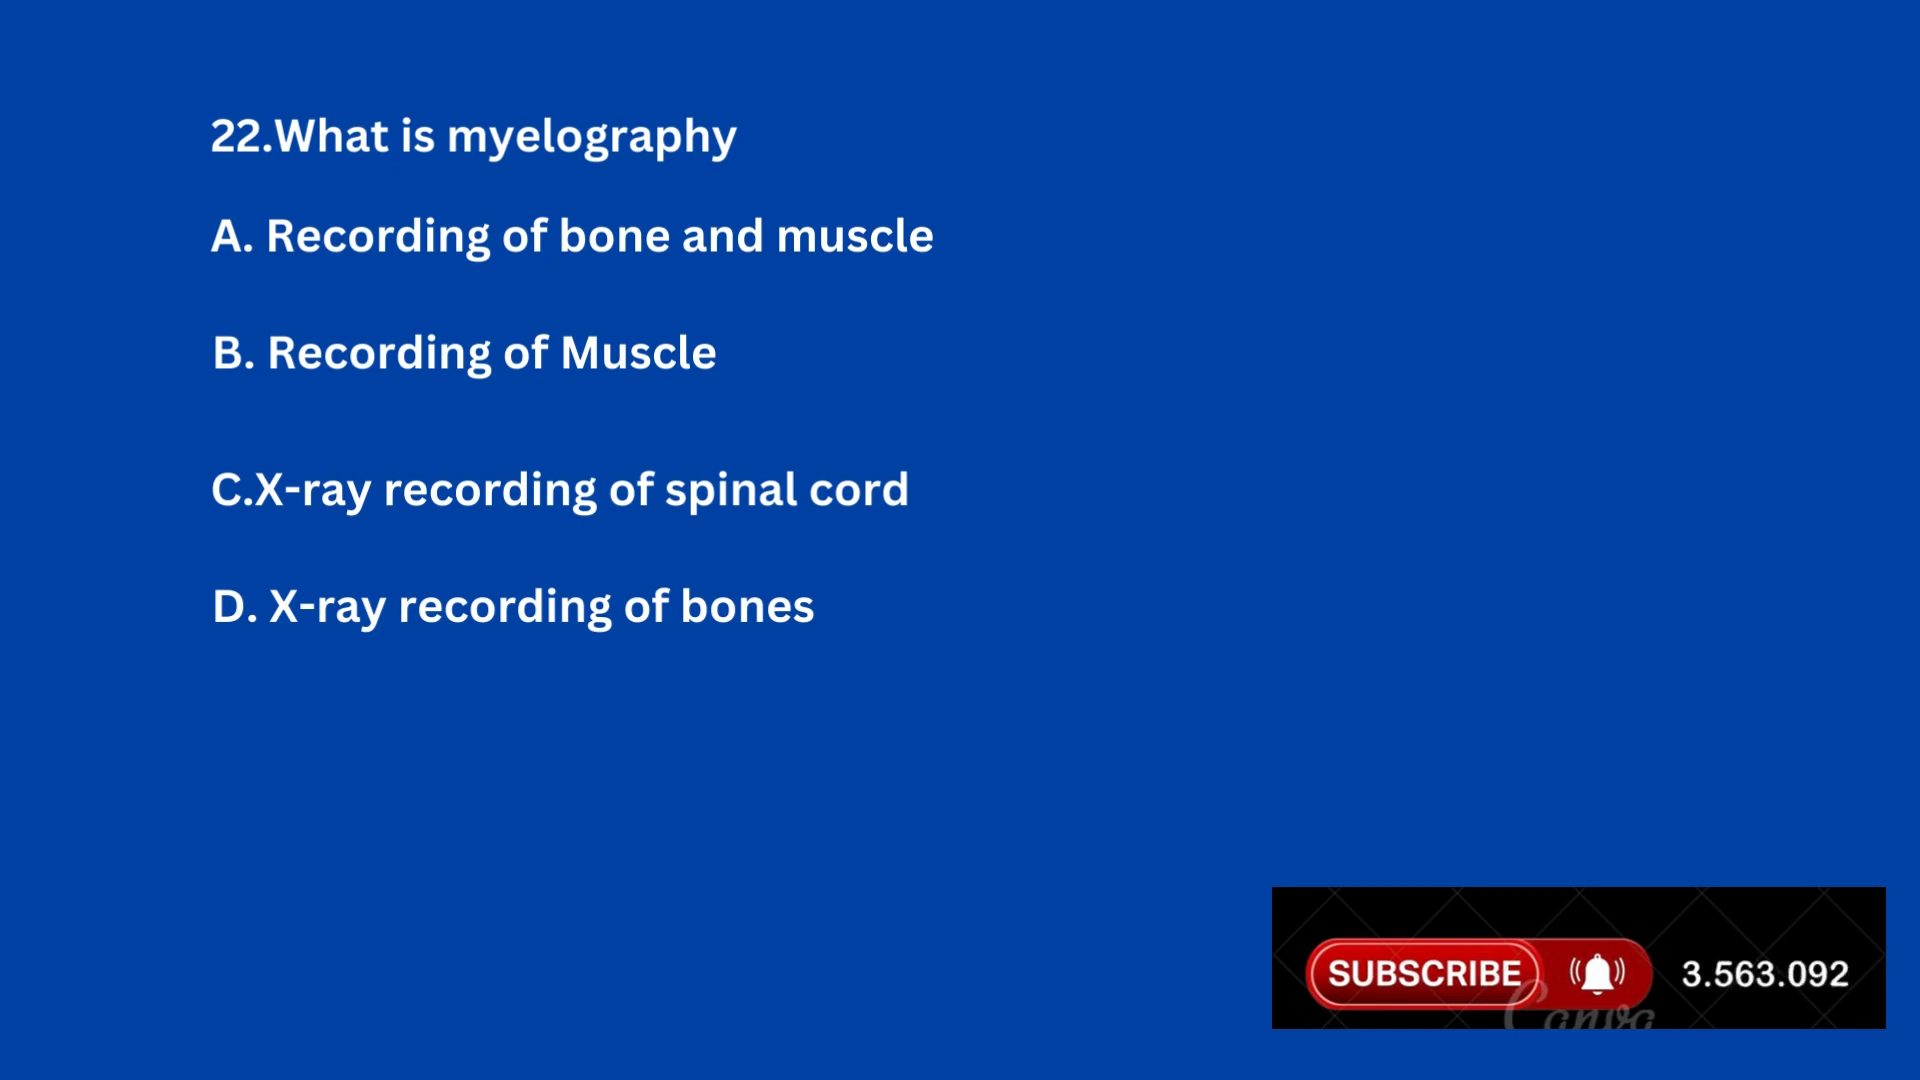 22.What is myelography
A. Recording of bone and muscle
B. Recording of Muscle
C.X-ray recording of spinal cord
D. X-ray recording of bones
SUBSCRIBE 3.563.092
Canva